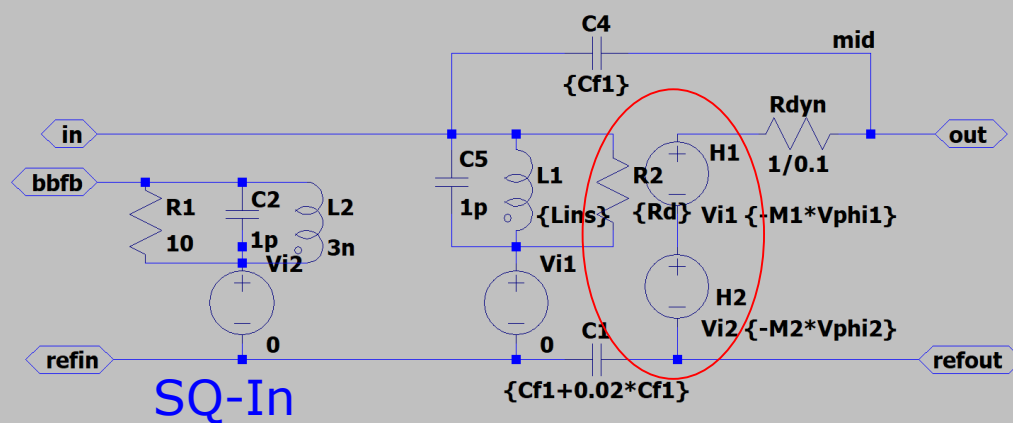 C4
mid
{Cf1}
Rdyn
in
out
C5
H1
1/0.1
bbfb
R2
L1
C2
R1
L2
1p
{Lins}
{Rd}
Vi1 {-M1*Vphi1}
10
1p
3n
Vi2
Vi1
H2
C1
Vi2 {-M2*Vphi2}
0
0
refin
refout
{Cf1+0.02*Cf1}
SQ-In